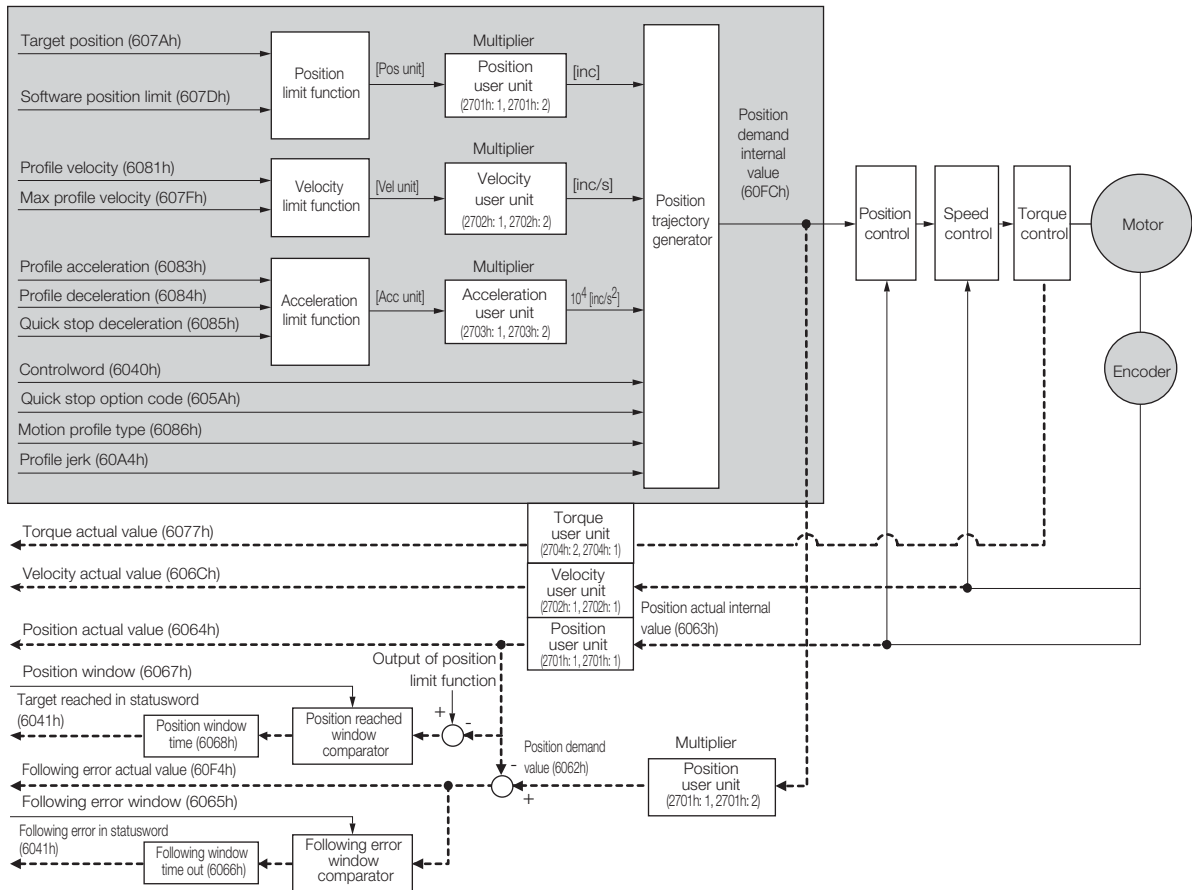 Target position (607Ah)
Software position limit (607Dh)
Position
limit function
[Pos unit]
Multiplier
Position
user unit
(2701h: 1, 2701h: 2)
[inc]
Profile velocity (6081h)
Max profile velocity (607Fh)
Velocity
limit function
[Vel unit]
Multiplier
Velocity
user unit
(2702h: 1, 2702h: 2)
[inc/s]
Profile acceleration (6083h)
Profile deceleration (6084h)
Quick stop deceleration (6085h)
Acceleration
limit function
[Acc unit]
Multiplier
Acceleration
user unit
(2703h: 1, 2703h: 2)
10⁴ [inc/s²]
Controlword (6040h)
Quick stop option code (605Ah)
Motion profile type (6086h)
Profile jerk (60A4h)
Position
trajectory
generator
Position
demand
internal
value
(60FCh)
Position
control
Speed
control
Torque
control
Motor
Encoder
Torque actual value (6077h)
Torque
user unit
(2704h: 2, 2704h: 1)
Velocity actual value (606Ch)
Velocity
user unit
(2702h: 1, 2702h: 1)
Position actual value (6064h)
Position
user unit
(2701h: 1, 2701h: 1)
Position actual internal
value (6063h)
Position window (6067h)
Output of position
limit function
Target reached in statusword
(6041h)
Position window
time (6068h)
Position reached
window
comparator
+
-
Following error actual value (60F4h)
-
+
Position demand
value (6062h)
Multiplier
Position
user unit
(2701h: 1, 2701h: 2)
Following error window (6065h)
Following error in statusword
(6041h)
Following window
time out (6066h)
Following error
window
comparator